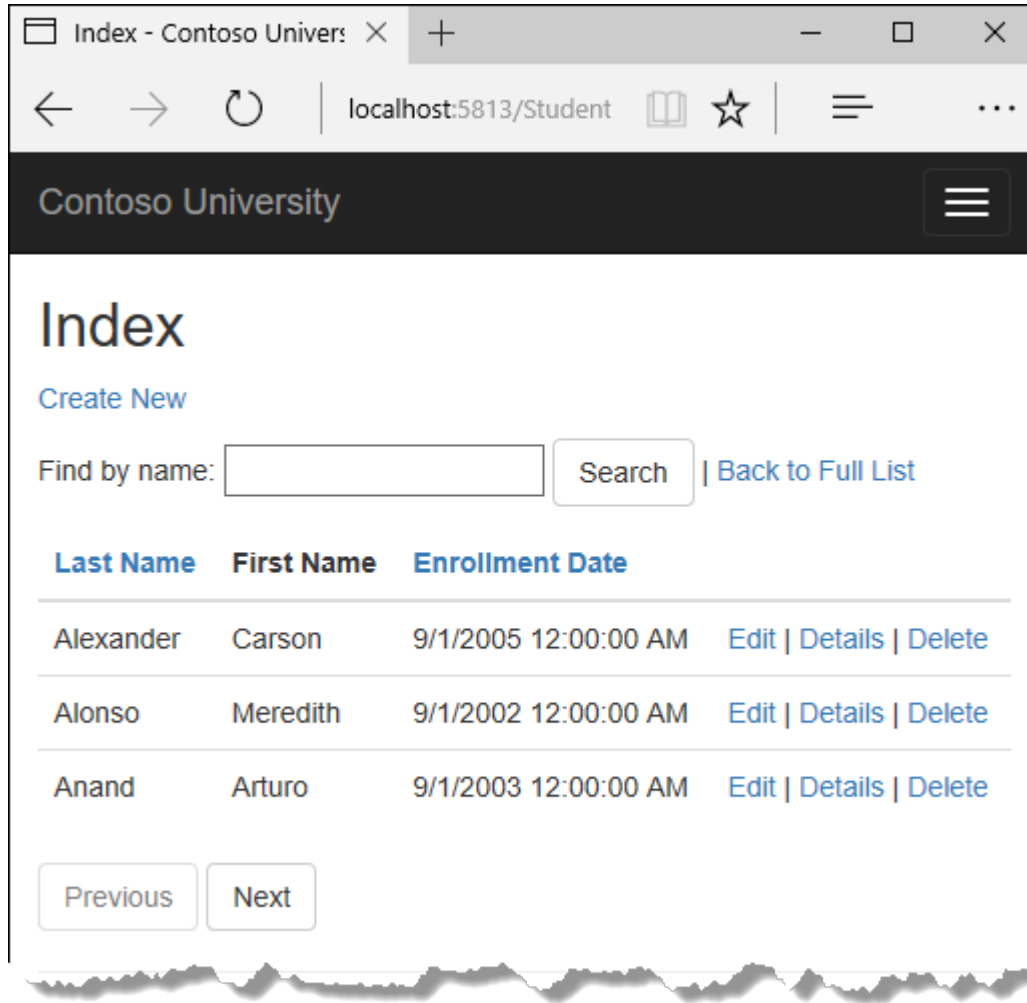 Index - Contoso Univers
localhost:5813/Student
Contoso University
Index
Create New
Find by name: Search | Back to Full List
Last Name First Name Enrollment Date
Alexander Carson 9/1/2005 12:00:00 AM Edit | Details | Delete
Alonso Meredith 9/1/2002 12:00:00 AM Edit | Details | Delete
Anand Arturo 9/1/2003 12:00:00 AM Edit | Details | Delete
Previous Next